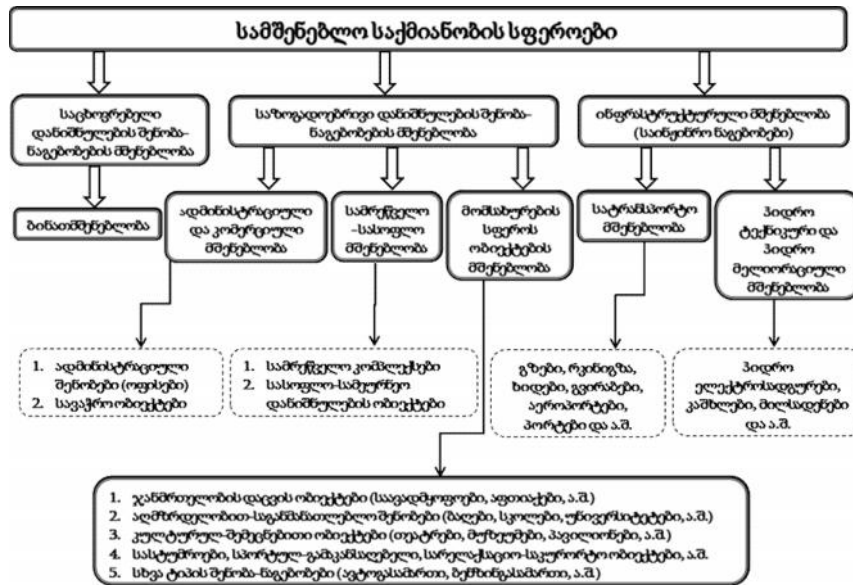 სამშენებლო საქმიანობის სფეროები
საცხოვრებელი
დანიშნულების შენობა-
ნაგებობების მშენებლობა
საზოგადოებრივი დანიშნულების შენობა-
ნაგებობების მშენებლობა
ინფრასტრუქტურული მშენებლობა
(საინჟინრო ნაგებობები)
ბინათმშენებლობა
ადმინისტრაციული
და კომერციული
მშენებლობა
სამრეწველო
-სასოფლო
მშენებლობა
მომსახურების
სფეროს
ობიექტების
მშენებლობა
სატრანსპორტო
მშენებლობა
ჰიდრო
ტექნიკური და
ჰიდრო
მელიორაციული
მშენებლობა
1. ადმინისტრაციული
შენობები (ოფისები)
2. სავაჭრო ობიექტები
1. სამრეწველო კომპლექსები
2. სასოფლო-სამეურნეო
დანიშნულების ობიექტები
გზები, რკინიგზა,
ხიდები, გვირაბები,
აეროპორტები,
პორტები და ა.შ.
ჰიდრო
ელექტროსადგურები,
კაშხლები, მილსადენები
და ა.შ.
1. ჯანმრთელობის დაცვის ობიექტები (საავადმყოფოები, აფთიაქები, ა.შ.)
2. აღმზრდელობით-საგანმანათლებლო შენობები (ბაღები, სკოლები, უნივერსიტეტები, ა.შ.)
3. კულტურულ-შემეცნებითი ობიექტები (თეატრები, მუზეუმები, პავილიონები, ა.შ.)
4. სასტუმროები, სპორტულ-გამაჯანსაღებელი, სარელაქსაციო-საკურორტო ობიექტები, ა.შ.
5. სხვა ტიპის შენობა-ნაგებობები (ავტოგასამართი, ბენზინგასამართი, ა.შ.)